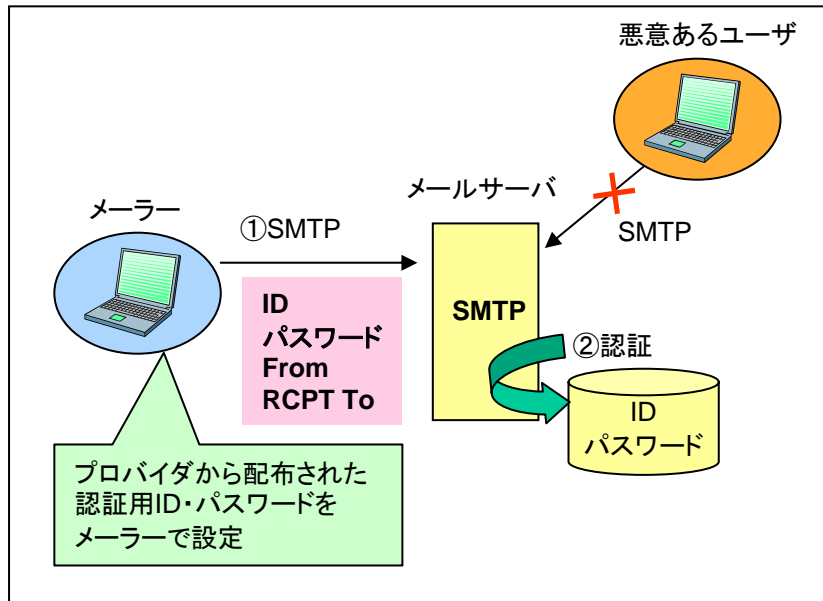 悪意あるユーザ
メールサーバ
メーラー
①SMTP
SMTP
ID
パスワード
From
RCPT To
SMTP
②認証
ID
パスワード
プロバイダから配布された
認証用ID・パスワードを
メーラーで設定